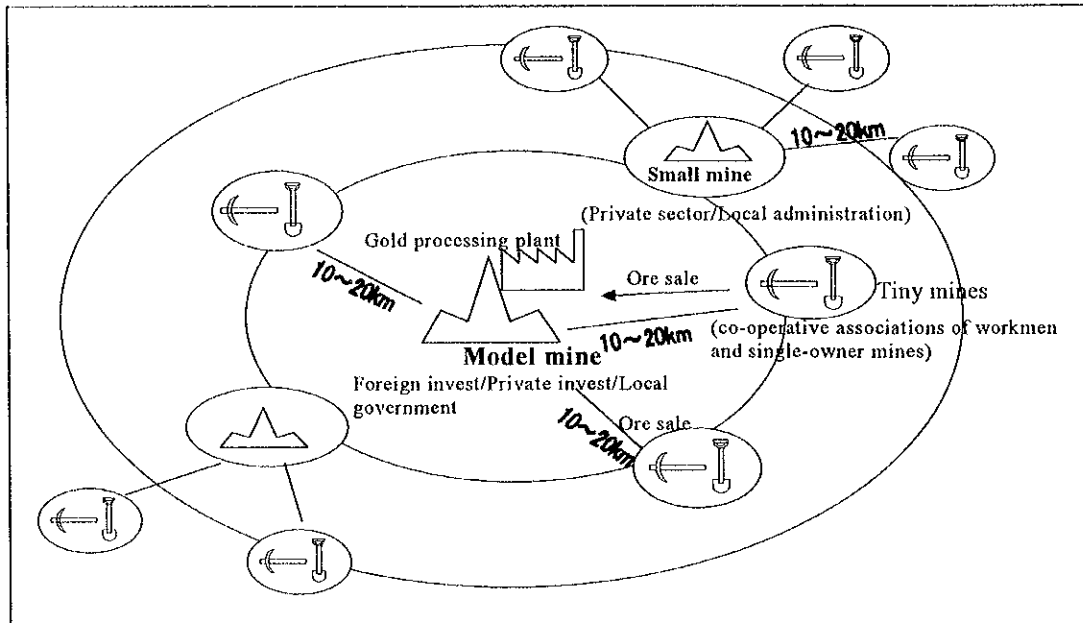 10～20km
Small mine
(Private sector/Local administration)
Gold processing plant
10～20km
Ore sale
Tiny mines
10～20km
(co-operative associations of workmen
and single-owner mines)
Model mine
Foreign invest/Private invest/Local
government
Ore sale
10～20km